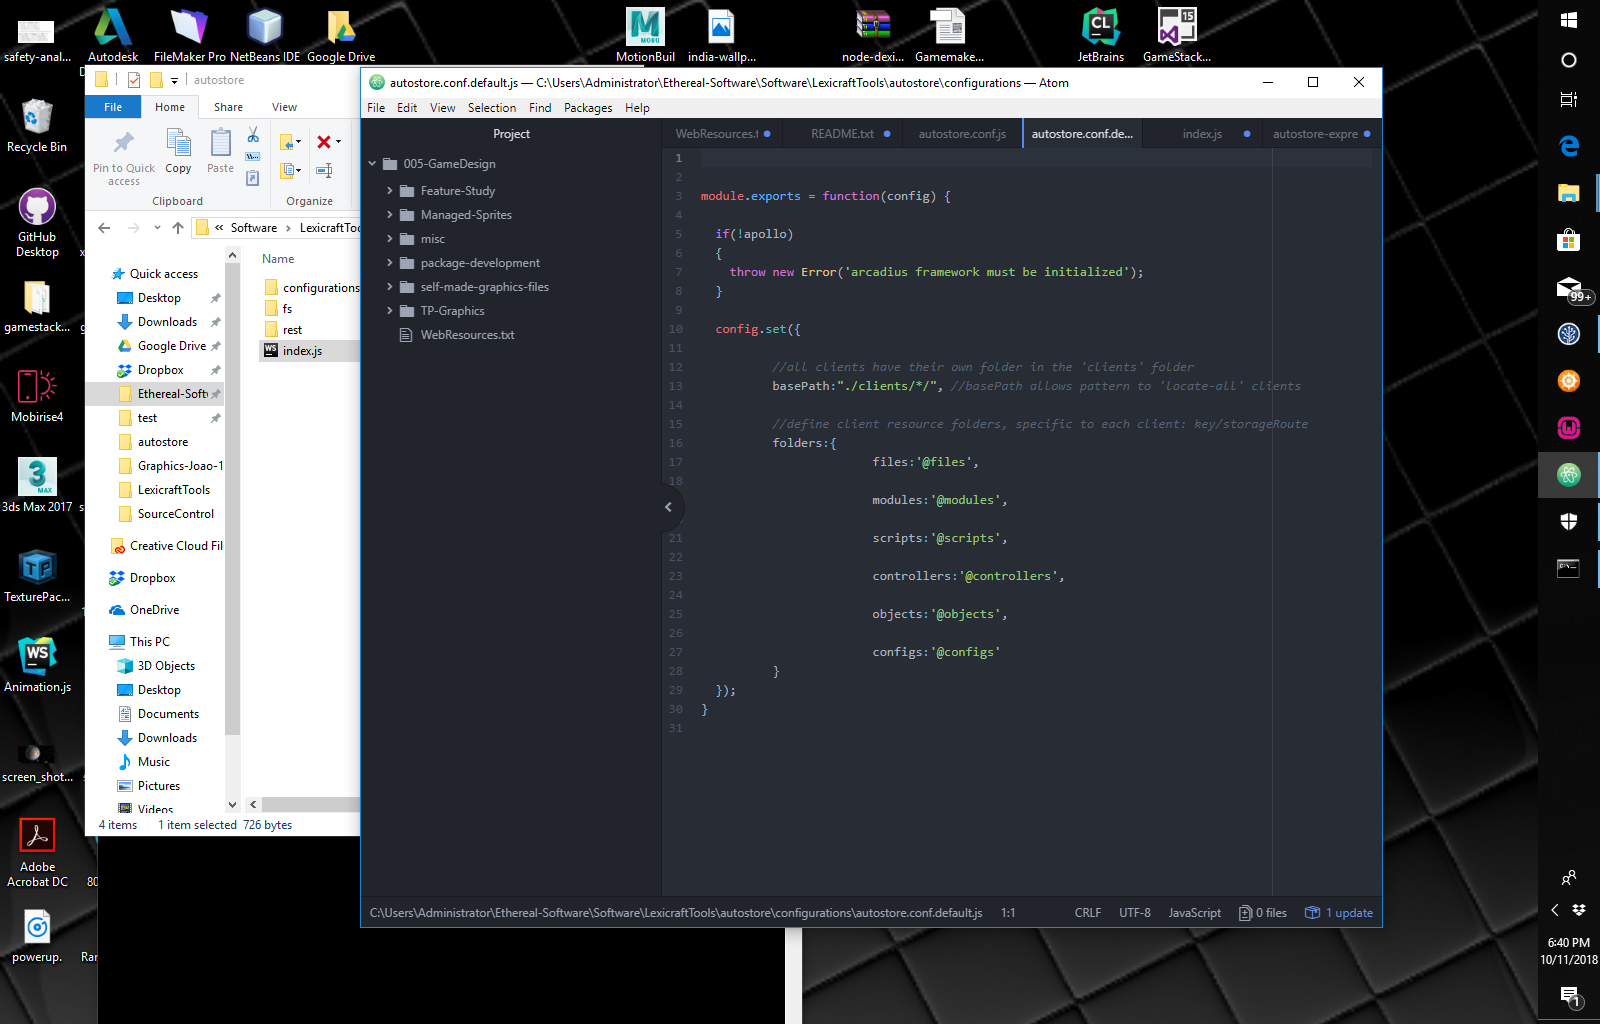 safety-anal...
Autodesk
FileMaker Pro
NetBeans IDE
Google Drive
MotionBuil
india-wallp...
node-dexi...
Gamemake...
JetBrains
GameStack...
Recycle Bin
GitHub
Desktop
gamestack...
Mobirise4
3ds Max 2017
TexturePac...
Animation.js
screen_shot...
Adobe
Acrobat DC
80
powerup.
Rar
autostore
File
Home
Share
View
Pin to Quick
access
Copy
Paste
Clipboard
Organize
« Software > LexicraftToo
Name
Quick access
Desktop
Downloads
Google Drive
Dropbox
Ethereal-Soft
test
autostore
Graphics-Joao-1
LexicraftTools
SourceControl
Creative Cloud Fil
Dropbox
OneDrive
This PC
3D Objects
Desktop
Documents
Downloads
Music
Pictures
Videos
configurations
fs
rest
index.js
4 items
1 item selected 726 bytes
autostore.conf.default.js — C:\Users\Administrator\Ethereal-Software\Software\LexicraftTools\autostore\configurations — Atom
File Edit View Selection Find Packages Help
Project
005-GameDesign
Feature-Study
Managed-Sprites
misc
package-development
self-made-graphics-files
TP-Graphics
WebResources.txt
WebResources.t
README.txt
autostore.conf.js
autostore.conf.de...
index.js
autostore-expre
1
2
3 module.exports = function(config) {
4
5 if(!apollo)
6 {
7 throw new Error('arcadius framework must be initialized');
8 }
9
10 config.set({
11
12 //all clients have their own folder in the 'clients' folder
13 basePath:"./clients/*/", //basePath allows pattern to 'locate-all' clients
14
15 //define client resource folders, specific to each client: key/storageRoute
16 folders:{
17 files:'@files',
18
modules:'@modules',
21 scripts:'@scripts',
22
23 controllers:'@controllers',
24
25 objects:'@objects',
26
27 configs:'@configs'
28 }
29 });
30 }
31
C:\Users\Administrator\Ethereal-Software\Software\LexicraftTools\autostore\configurations\autostore.conf.default.js 1:1
CRLF UTF-8 JavaScript 0 files 1 update
99+
6:40 PM
10/11/2018
1